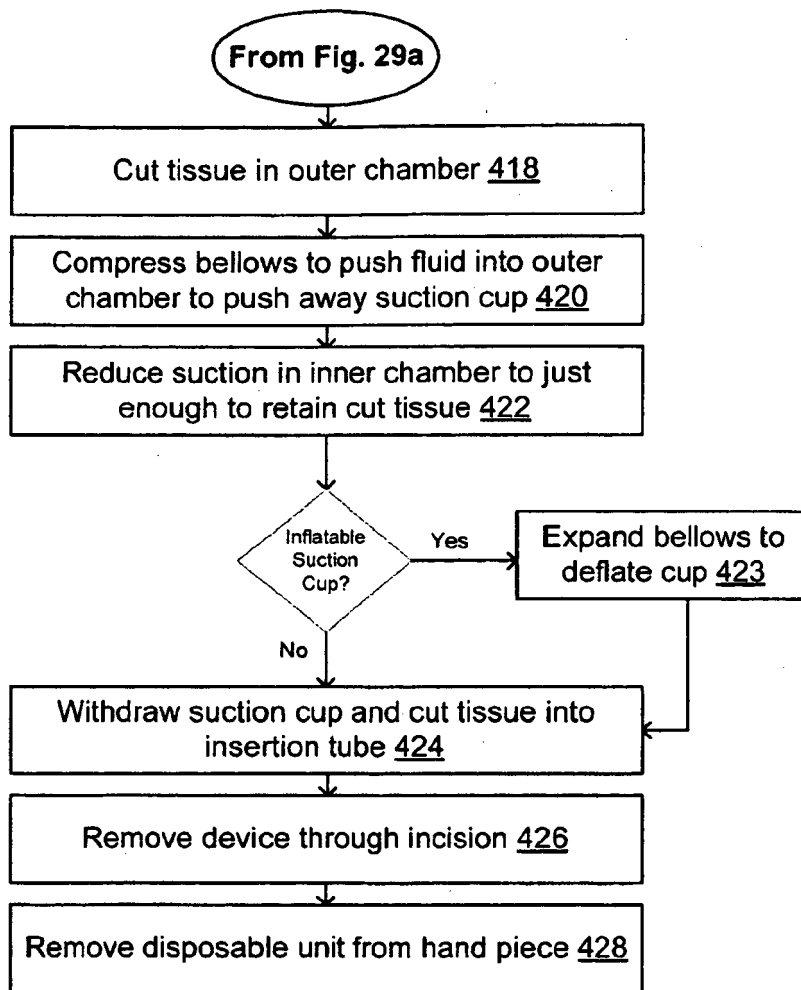 From Fig. 29a
Cut tissue in outer chamber 418
Compress bellows to push fluid into outer
chamber to push away suction cup 420
Reduce suction in inner chamber to just
enough to retain cut tissue 422
Inflatable
Suction
Cup?
Yes
Expand bellows to
deflate cup 423
No
Withdraw suction cup and cut tissue into
insertion tube 424
Remove device through incision 426
Remove disposable unit from hand piece 428